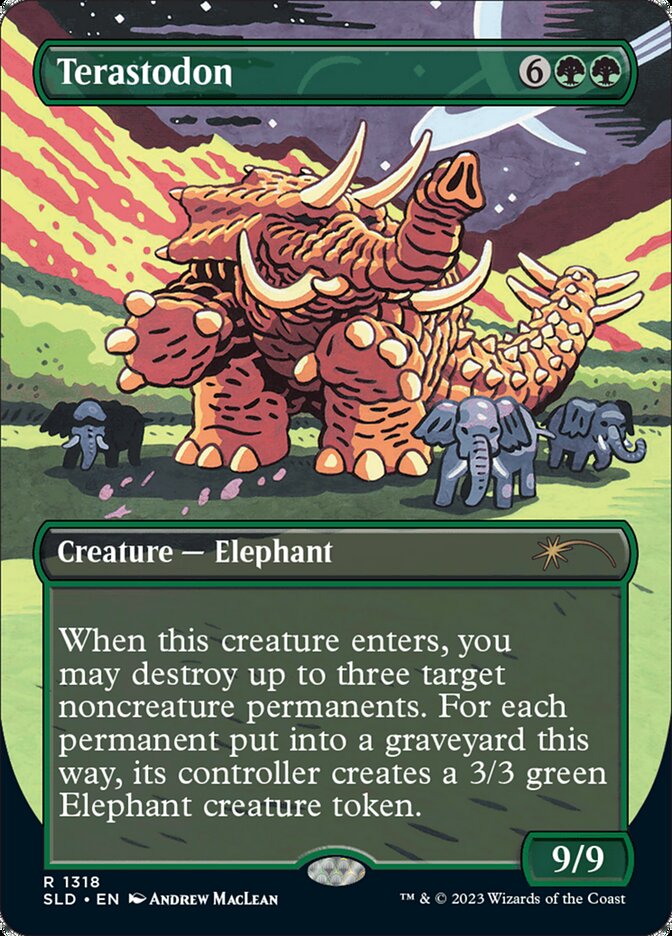 Terastodon 6
Creature — Elephant
When this creature enters, you
may destroy up to three target
noncreature permanents. For each
permanent put into a graveyard this
way, its controller creates a 3/3 green
Elephant creature token.
9/9
R 1318
SLD • EN Andrew MacLean
™ & © 2023 Wizards of the Coast